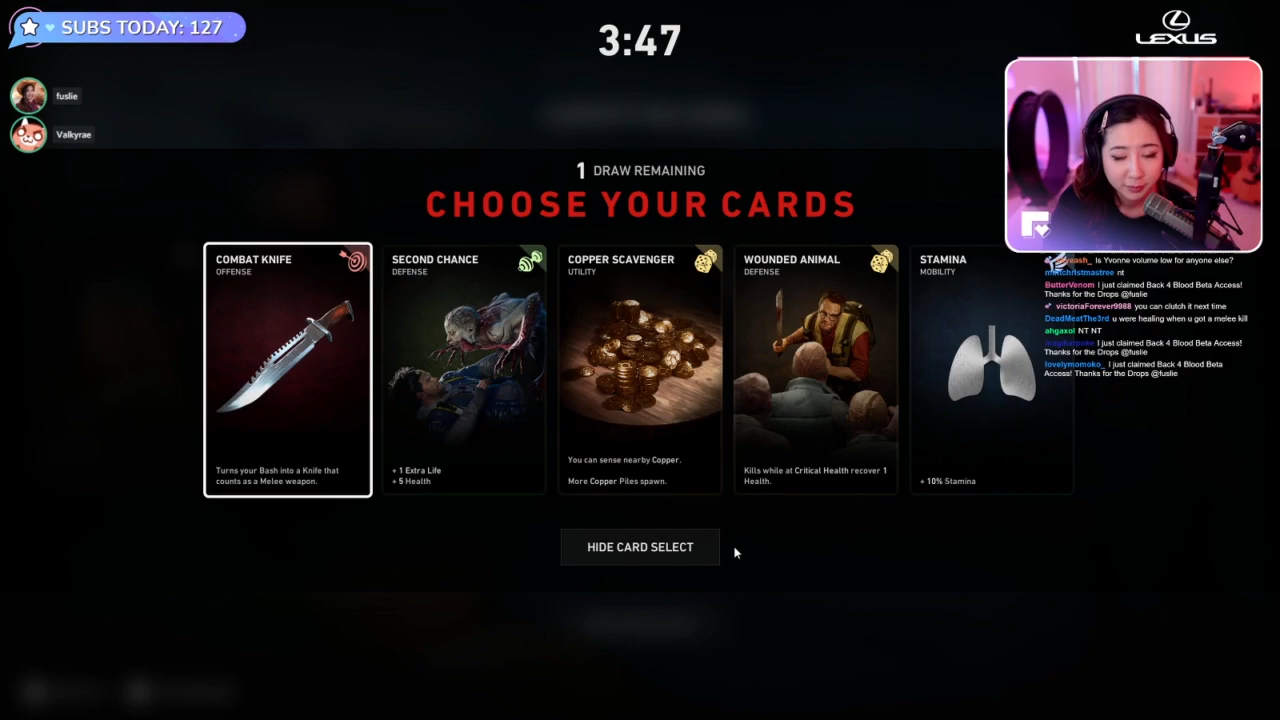 SUBS TODAY: 127
3:47
LEXUS
fuslie
Valkyrae
1 DRAW REMAINING
CHOOSE YOUR CARDS
COMBAT KNIFE
OFFENSE
Turns your Bash into a Knife that
counts as a Melee weapon.
SECOND CHANCE
DEFENSE
+ 1 Extra Life
+ 5 Health
COPPER SCAVENGER
UTILITY
You can sense nearby Copper.
More Copper Piles spawn.
WOUNDED ANIMAL
DEFENSE
Kills while at Critical Health recover 1
Health.
STAMINA
MOBILITY
+ 10% Stamina
Is Yvonne volume low for anyone else?
nt
ButterVenom I just claimed Back 4 Blood Beta Access!
Thanks for the Drops @fuslie
victoriaForever9988 you can clutch it next time
DeadMeatThe3rd u were healing when u got a melee kill
ahgaxol NT NT
I just claimed Back 4 Blood Beta Access!
Thanks for the Drops @fuslie
lovelymomoko_ I just claimed Back 4 Blood Beta
Access! Thanks for the Drops @fuslie
HIDE CARD SELECT